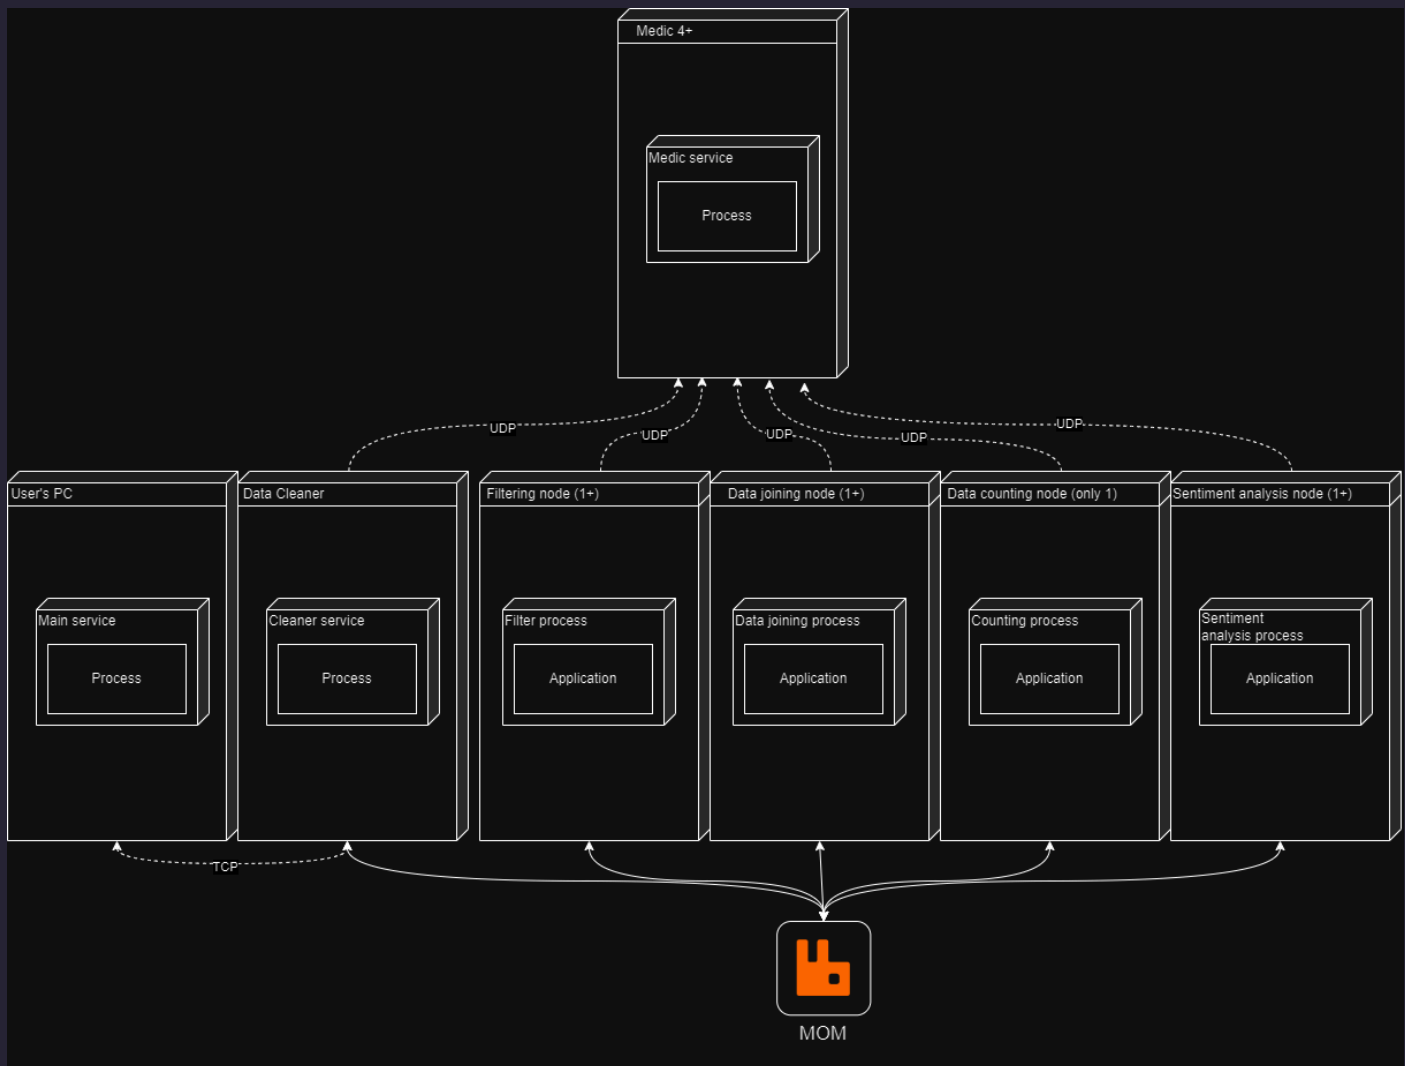 Medic 4+
Medic service
Process
UDP
UDP
UDP
UDP
UDP
User's PC
Data Cleaner
Filtering node (1+)
Data joining node (1+)
Data counting node (only 1)
Sentiment analysis node (1+)
Main service
Process
Cleaner service
Process
Filter process
Application
Data joining process
Application
Counting process
Application
Sentiment
analysis process
Application
TCP
MOM